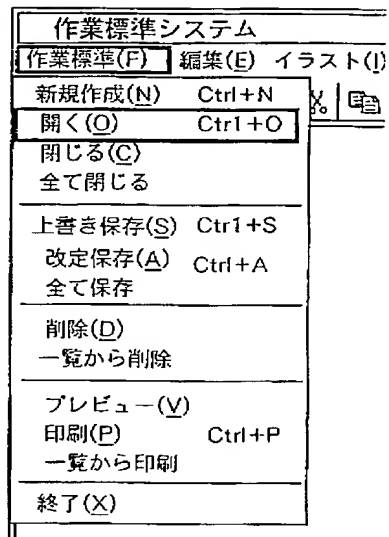 作業標準システム
作業標準(F) 編集(E) イラスト(I)
新規作成(N) Ctrl+N
開く(O) Ctr1+O
閉じる(C)
全て閉じる
上書き保存(S) Ctr1+S
改定保存(A) Ctrl+A
全て保存
削除(D)
一覧から削除
プレビュー(V)
印刷(P) Ctrl+P
一覧から印刷
終了(X)